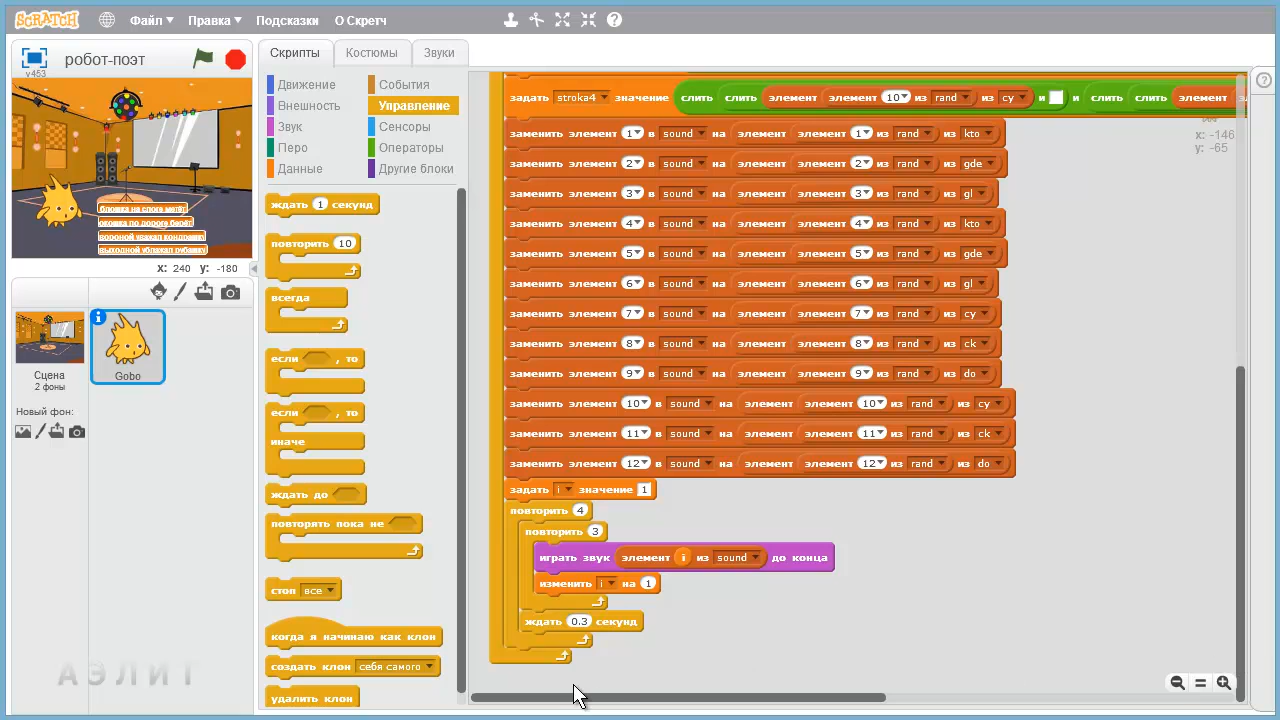 SCRATCH Файл Правка Подсказки О Скретч
робот-поэт
v453
Скрипты Костюмы Звуки
Движение События
Внешность Управление
Звук Сенсоры
Перо Операторы
Данные Другие блоки
ждать 1 секунд
повторить 10
всегда
если , то
если , то
иначе
ждать до
повторять пока не
стоп все
когда я начинаю как клон
создать клон себя самого
удалить клон
x: 240 y: -180
Сцена
2 фоны
Gobo
Новый фон:
АЭЛИТ
задать stroka4 значение слить слить элемент элемент 10 из rand из cy и и слить слить элемент
заменить элемент 1 в sound на элемент элемент 1 из rand из kto
заменить элемент 2 в sound на элемент элемент 2 из rand из gde
заменить элемент 3 в sound на элемент элемент 3 из rand из gl
заменить элемент 4 в sound на элемент элемент 4 из rand из kto
заменить элемент 5 в sound на элемент элемент 5 из rand из gde
заменить элемент 6 в sound на элемент элемент 6 из rand из gl
заменить элемент 7 в sound на элемент элемент 7 из rand из cy
заменить элемент 8 в sound на элемент элемент 8 из rand из ck
заменить элемент 9 в sound на элемент элемент 9 из rand из do
заменить элемент 10 в sound на элемент элемент 10 из rand из cy
заменить элемент 11 в sound на элемент элемент 11 из rand из ck
заменить элемент 12 в sound на элемент элемент 12 из rand из do
задать i значение 1
повторить 4
повторить 3
играть звук элемент i из sound до конца
изменить i на 1
ждать 0.3 секунд
x: -146
y: -65